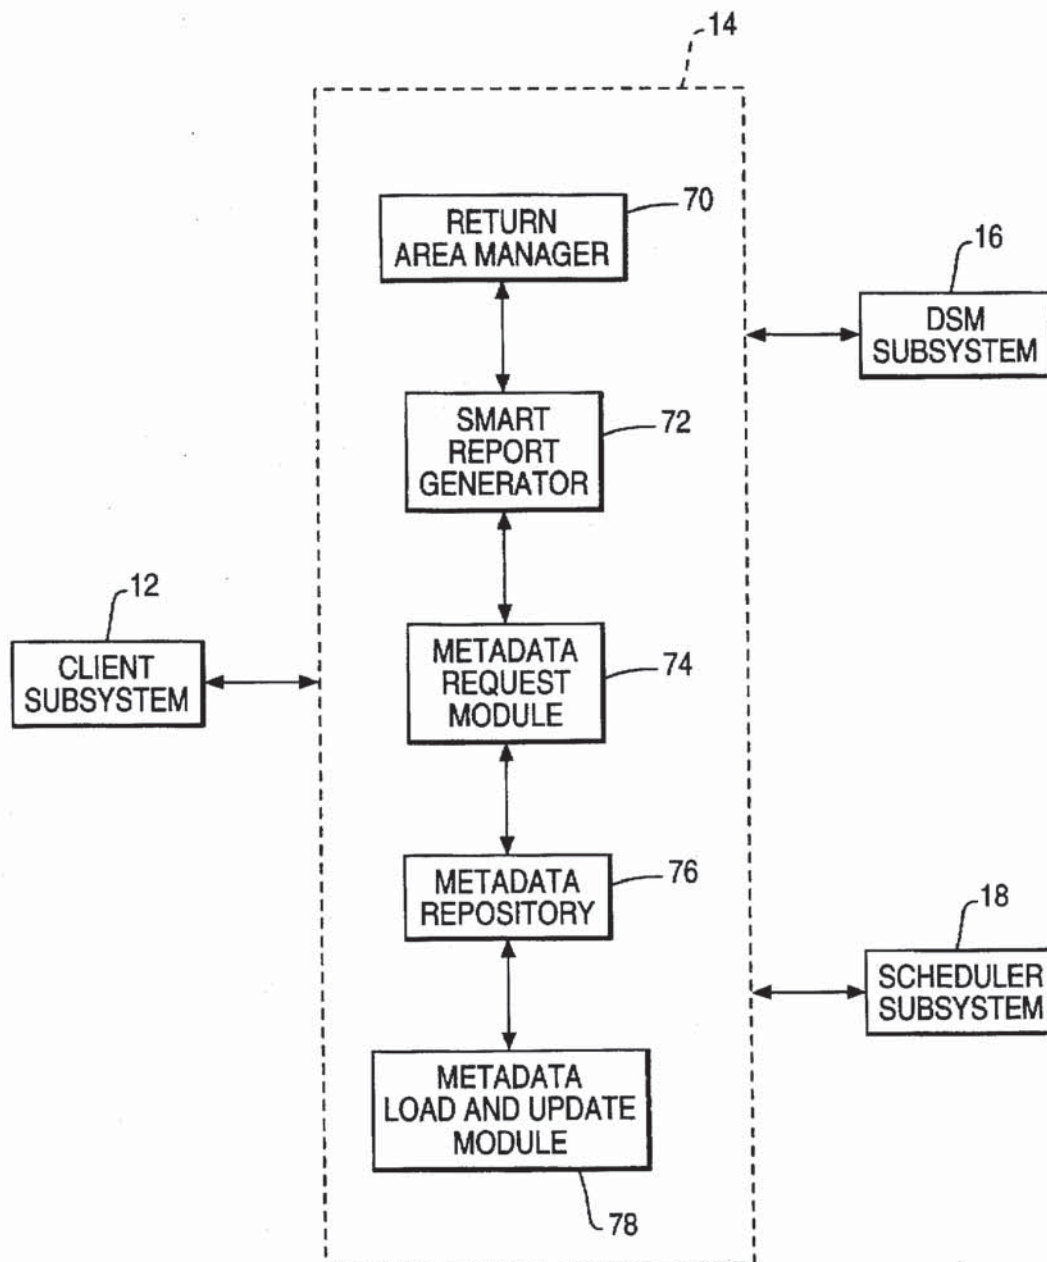 14
RETURN
AREA MANAGER
70
16
DSM
SUBSYSTEM
SMART
REPORT
GENERATOR
72
12
CLIENT
SUBSYSTEM
METADATA
REQUEST
MODULE
74
METADATA
REPOSITORY
76
18
SCHEDULER
SUBSYSTEM
METADATA
LOAD AND UPDATE
MODULE
78